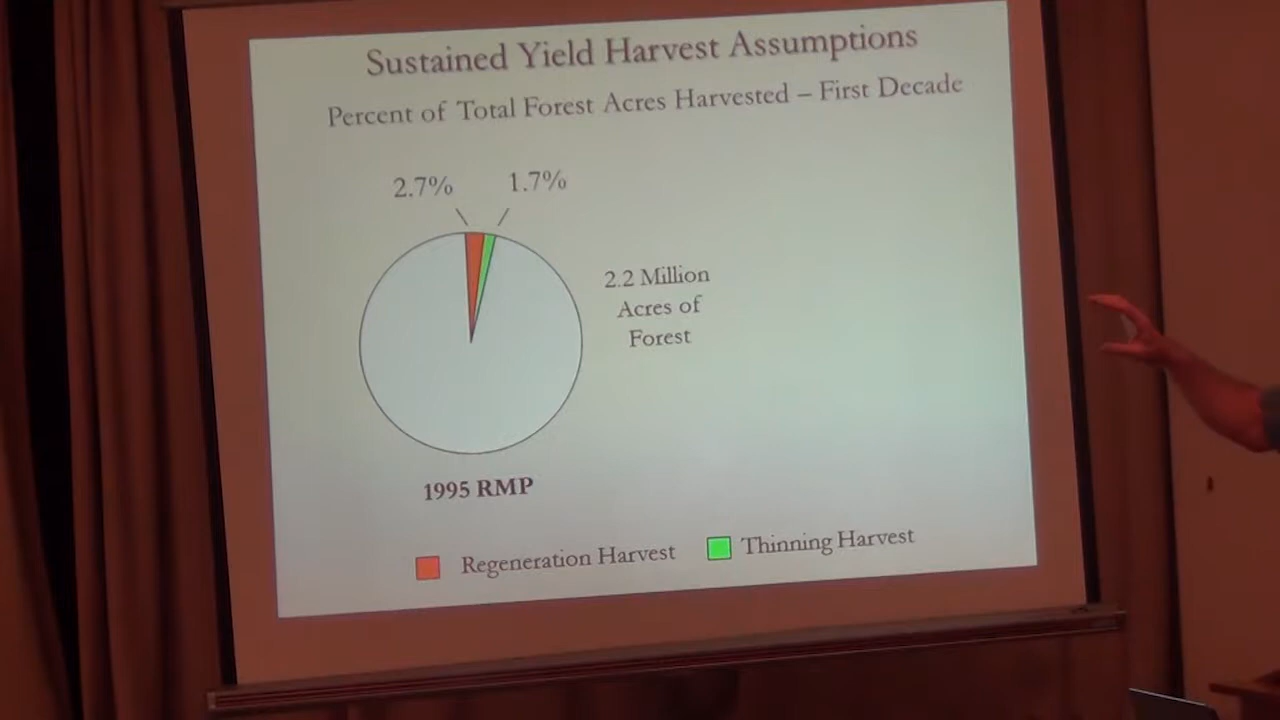 Sustained Yield Harvest Assumptions
Percent of Total Forest Acres Harvested – First Decade
2.7% 1.7%
2.2 Million
Acres of
Forest
1995 RMP
Regeneration Harvest Thinning Harvest